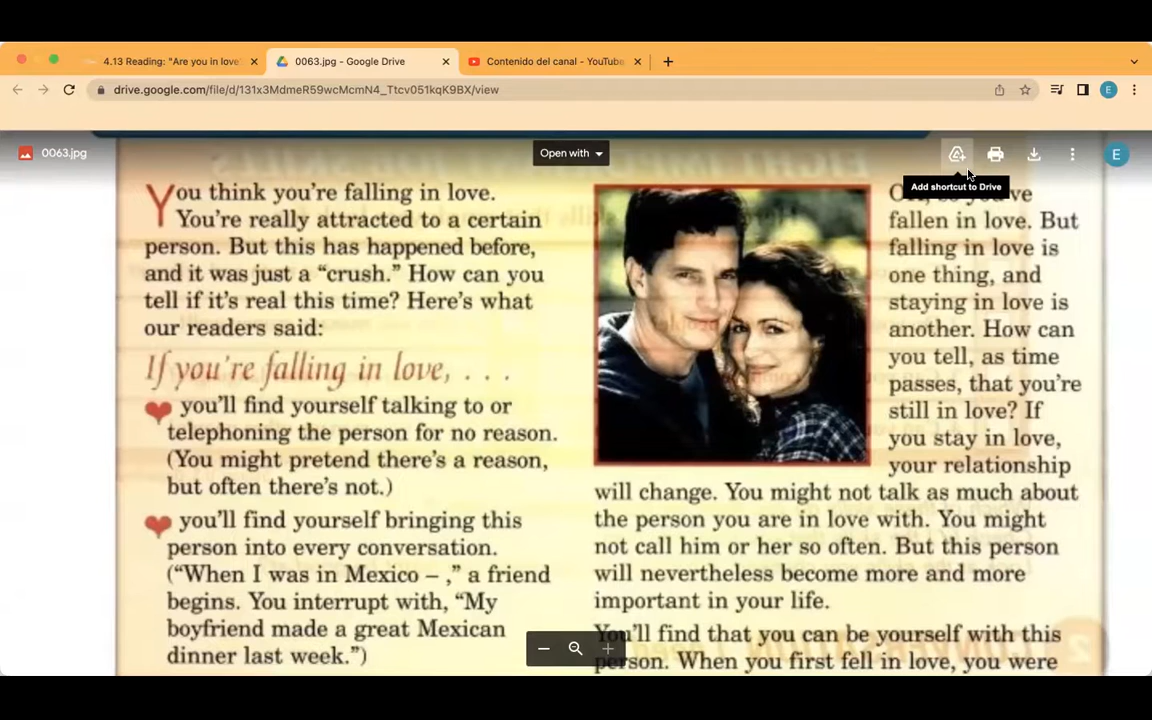 4.13 Reading: "Are you in love
0063.jpg - Google Drive
Contenido del canal - YouTube
drive.google.com/file/d/131x3MdmeR59wcMcmN4_Ttcv051kqK9BX/view
E
0063.jpg
Open with
E
Add shortcut to Drive
You think you're falling in love.
You're really attracted to a certain
person. But this has happened before,
and it was just a "crush." How can you
tell if it's real this time? Here's what
our readers said:
If you're falling in love, . . .
you'll find yourself talking to or
telephoning the person for no reason.
(You might pretend there's a reason,
but often there's not.)
you'll find yourself bringing this
person into every conversation.
("When I was in Mexico – ," a friend
begins. You interrupt with, "My
boyfriend made a great Mexican
dinner last week.")
fallen in love. But
falling in love is
one thing, and
staying in love is
another. How can
you tell, as time
passes, that you're
still in love? If
you stay in love,
your relationship
will change. You might not talk as much about
the person you are in love with. You might
not call him or her so often. But this person
will nevertheless become more and more
important in your life.
You'll find that you can be yourself with this
person. When you first fell in love, you were